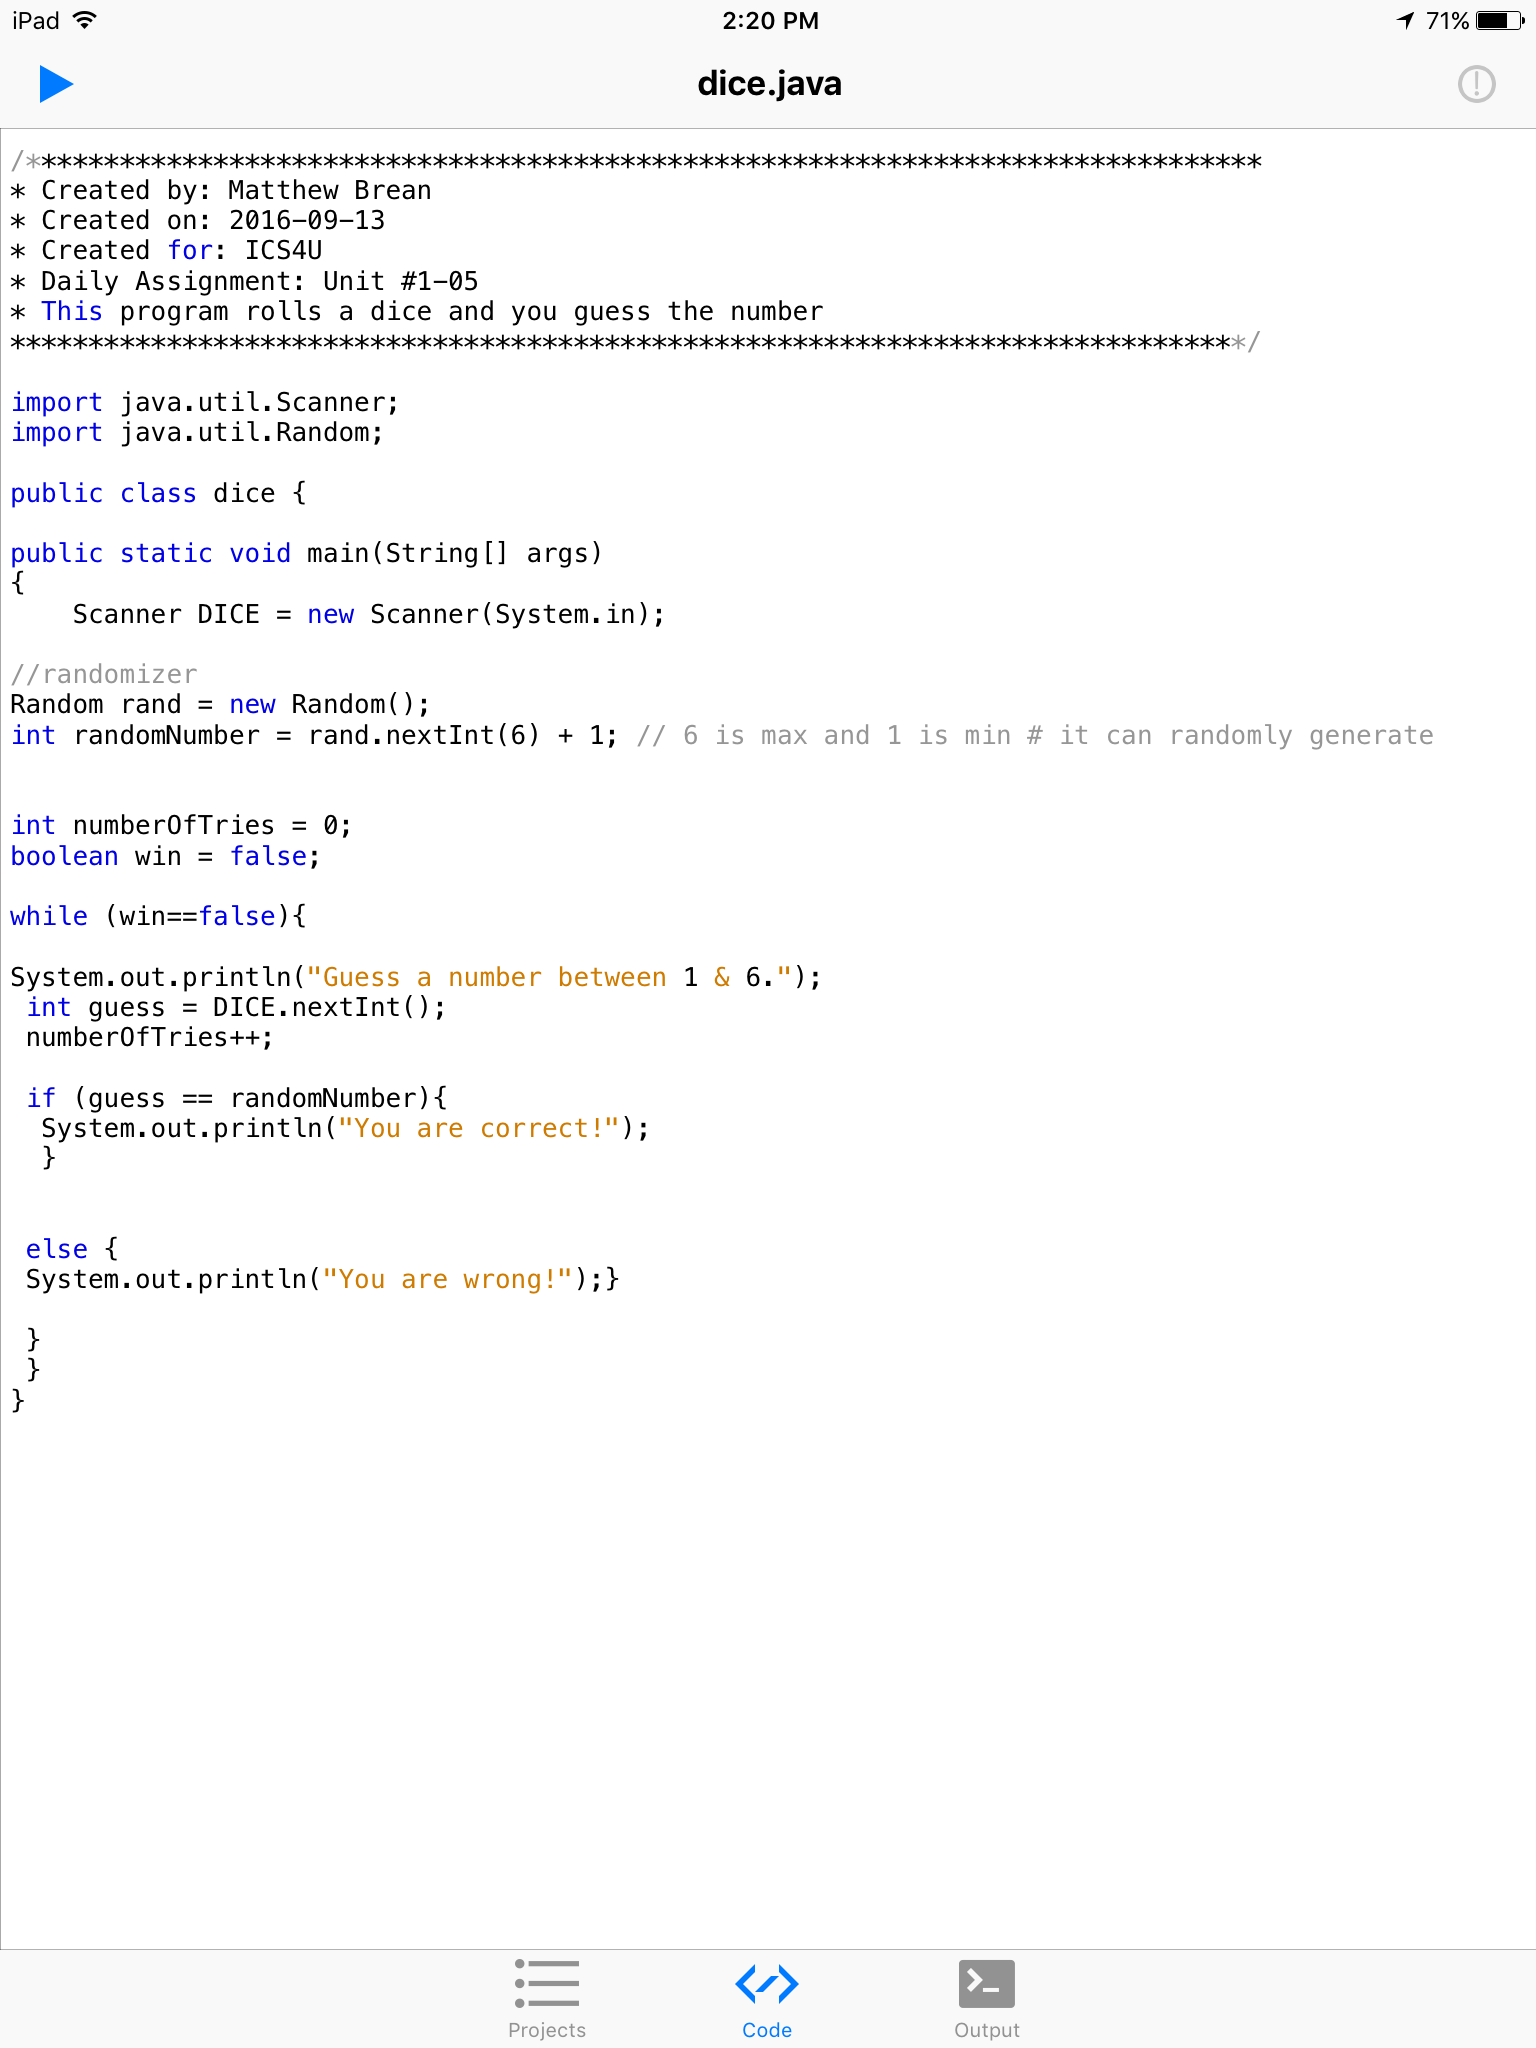 iPad 2:20 PM 71%
dice.java
/******************************************************************************
* Created by: Matthew Brean
* Created on: 2016-09-13
* Created for: ICS4U
* Daily Assignment: Unit #1-05
* This program rolls a dice and you guess the number
*******************************************************************************/
import java.util.Scanner;
import java.util.Random;
public class dice {
public static void main(String[] args)
{
    Scanner DICE = new Scanner(System.in);
//randomizer
Random rand = new Random();
int randomNumber = rand.nextInt(6) + 1; // 6 is max and 1 is min # it can randomly generate
int numberOfTries = 0;
boolean win = false;
while (win==false){
System.out.println("Guess a number between 1 & 6.");
 int guess = DICE.nextInt();
 numberOfTries++;
 if (guess == randomNumber){
  System.out.println("You are correct!");
  }
 else {
 System.out.println("You are wrong!");}
 }
 }
}
Projects Code Output